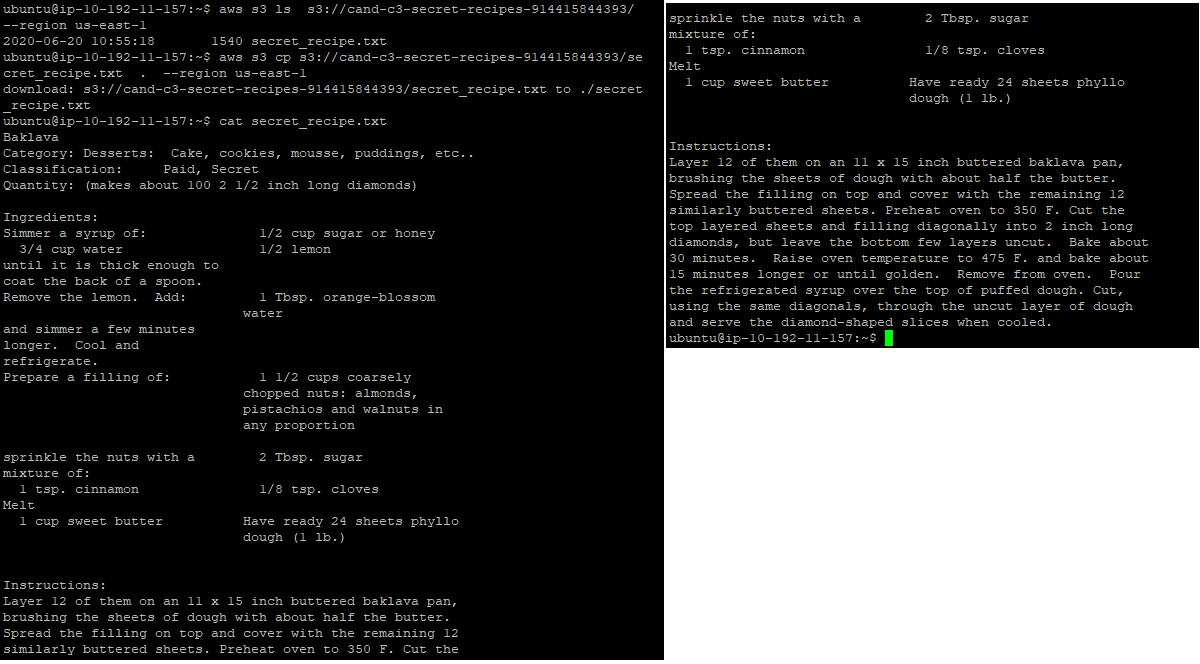 ubuntu@ip-10-192-11-157:~$ aws s3 ls  s3://cand-c3-secret-recipes-914415844393/
--region us-east-1
2020-06-20 10:55:18       1540 secret_recipe.txt
ubuntu@ip-10-192-11-157:~$ aws s3 cp s3://cand-c3-secret-recipes-914415844393/se
cret_recipe.txt  .  --region us-east-1
download: s3://cand-c3-secret-recipes-914415844393/secret_recipe.txt to ./secret
_recipe.txt
ubuntu@ip-10-192-11-157:~$ cat secret_recipe.txt
Baklava
Category: Desserts:  Cake, cookies, mousse, puddings, etc..
Classification:     Paid, Secret
Quantity: (makes about 100 2 1/2 inch long diamonds)

Ingredients:
Simmer a syrup of:              1/2 cup sugar or honey
  3/4 cup water                 1/2 lemon
until it is thick enough to
coat the back of a spoon.
Remove the lemon.  Add:         1 Tbsp. orange-blossom
                              water
and simmer a few minutes
longer.  Cool and
refrigerate.
Prepare a filling of:           1 1/2 cups coarsely
                              chopped nuts: almonds,
                              pistachios and walnuts in
                              any proportion

sprinkle the nuts with a        2 Tbsp. sugar
mixture of:
  1 tsp. cinnamon               1/8 tsp. cloves
Melt
  1 cup sweet butter          Have ready 24 sheets phyllo
                              dough (1 lb.)

Instructions:
Layer 12 of them on an 11 x 15 inch buttered baklava pan,
brushing the sheets of dough with about half the butter.
Spread the filling on top and cover with the remaining 12
similarly buttered sheets. Preheat oven to 350 F. Cut the
sprinkle the nuts with a        2 Tbsp. sugar
mixture of:
  1 tsp. cinnamon               1/8 tsp. cloves
Melt
  1 cup sweet butter          Have ready 24 sheets phyllo
                              dough (1 lb.)

Instructions:
Layer 12 of them on an 11 x 15 inch buttered baklava pan,
brushing the sheets of dough with about half the butter.
Spread the filling on top and cover with the remaining 12
similarly buttered sheets. Preheat oven to 350 F. Cut the
top layered sheets and filling diagonally into 2 inch long
diamonds, but leave the bottom few layers uncut.  Bake about
30 minutes.  Raise oven temperature to 475 F. and bake about
15 minutes longer or until golden.  Remove from oven.  Pour
the refrigerated syrup over the top of puffed dough. Cut,
using the same diagonals, through the uncut layer of dough
and serve the diamond-shaped slices when cooled.
ubuntu@ip-10-192-11-157:~$